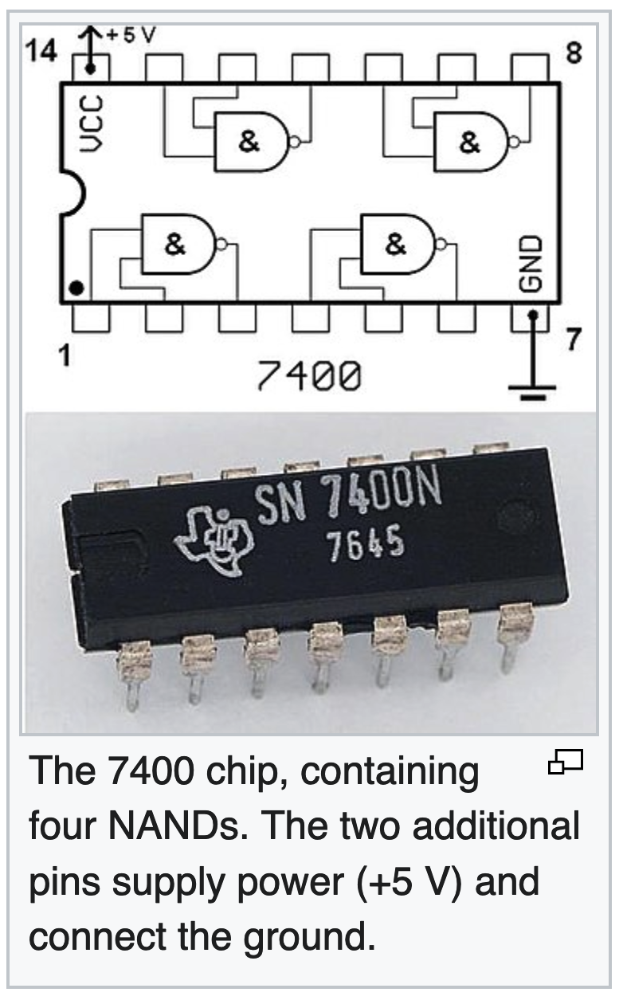 14
+5 V
8
VCC
&
&
&
&
GND
1
7
7400
SN 7400N
7645
The 7400 chip, containing
four NANDs. The two additional
pins supply power (+5 V) and
connect the ground.